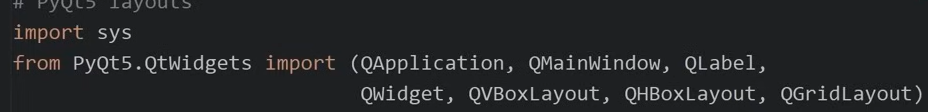 # PyQt5 layouts
import sys
from PyQt5.QtWidgets import (QApplication, QMainWindow, QLabel,
QWidget, QVBoxLayout, QHBoxLayout, QGridLayout)